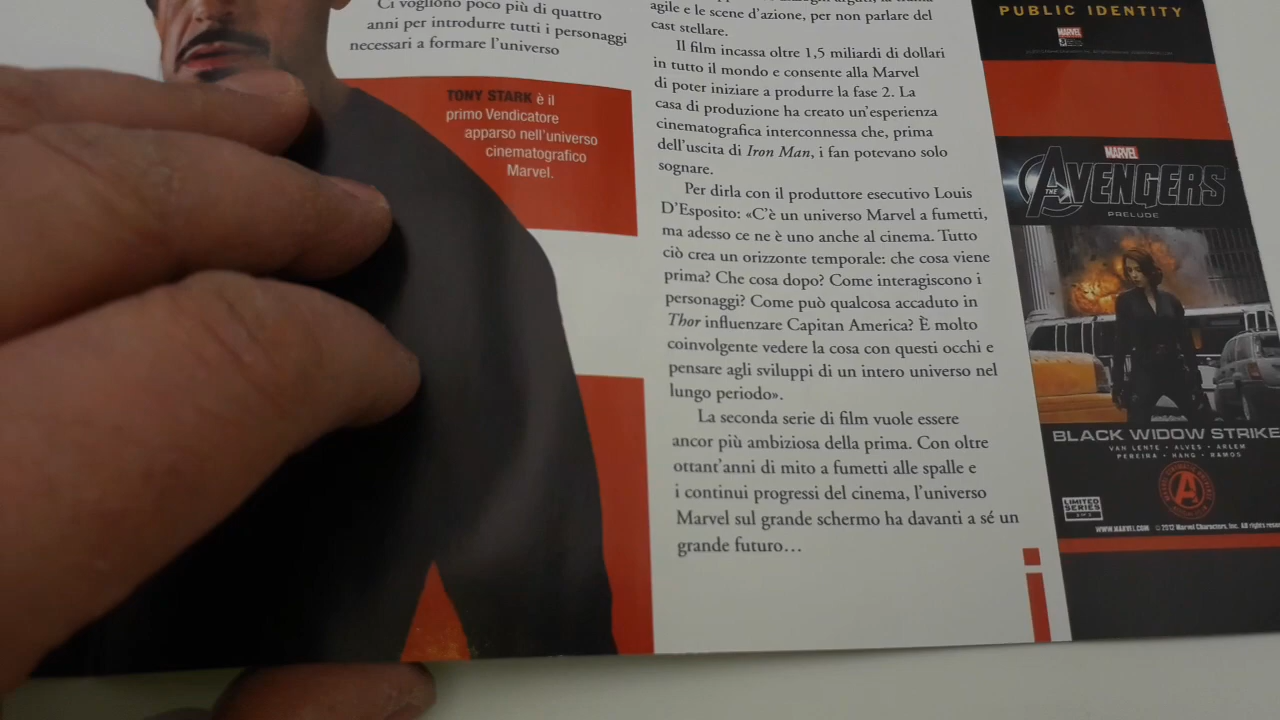 Ci vogliono poco più di quattro
anni per introdurre tutti i personaggi
necessari a formare l'universo
TONY STARK è il
primo Vendicatore
apparso nell'universo
cinematografico
Marvel.
agile e le scene d'azione, per non parlare del
cast stellare.
Il film incassa oltre 1,5 miliardi di dollari
in tutto il mondo e consente alla Marvel
di poter iniziare a produrre la fase 2. La
casa di produzione ha creato un'esperienza
cinematografica interconnessa che, prima
dell'uscita di Iron Man, i fan potevano solo
sognare.
Per dirla con il produttore esecutivo Louis
D'Esposito: «C'è un universo Marvel a fumetti,
ma adesso ce ne è uno anche al cinema. Tutto
ciò crea un orizzonte temporale: che cosa viene
prima? Che cosa dopo? Come interagiscono i
personaggi? Come può qualcosa accaduto in
Thor influenzare Capitan America? È molto
coinvolgente vedere la cosa con questi occhi e
pensare agli sviluppi di un intero universo nel
lungo periodo».
La seconda serie di film vuole essere
ancor più ambiziosa della prima. Con oltre
ottant'anni di mito a fumetti alle spalle e
i continui progressi del cinema, l'universo
Marvel sul grande schermo ha davanti a sé un
grande futuro…
PUBLIC IDENTITY
MARVEL
MARVEL
THE AVENGERS
PRELUDE
BLACK WIDOW STRIKE
VAN LENTE • ALVES • ARLEM
PEREIRA • HANG • RAMOS
LIMITED
SERIES
WWW.MARVEL.COM ©2012 Marvel Characters, Inc. All rights
i